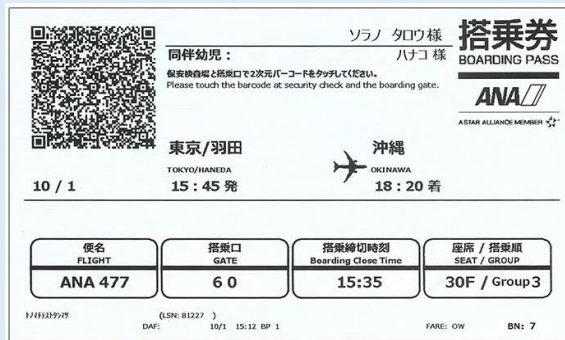 ソラノ タロウ 様
搭乗券
同伴幼児：
ハナコ 様
BOARDING PASS
保安検査場と搭乗口で2次元バーコードをタッチしてください。
Please touch the barcode at security check and the boarding gate.
ANA
A STAR ALLIANCE MEMBER
東京/羽田
沖縄
TOKYO/HANEDA
OKINAWA
10 / 1
15：45 発
18：20 着
便名
搭乗口
搭乗締切時刻
座席 / 搭乗順
FLIGHT
GATE
Boarding Close Time
SEAT / GROUP
ANA 477
60
15:35
30F / Group 3
(LSN: 81227 )
DAF:
10/1 15:12 BP 1
FARE: OW
BN: 7